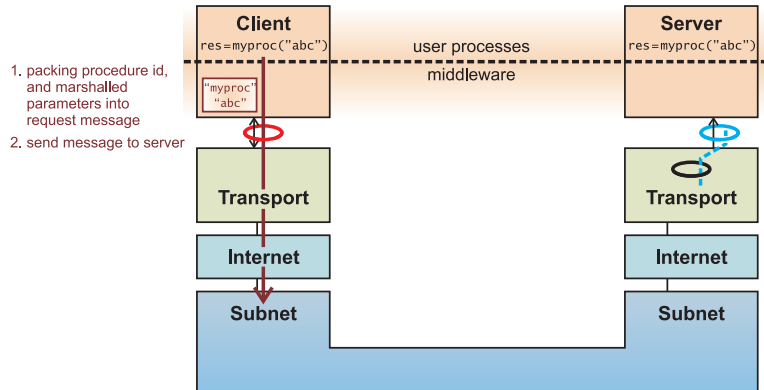 Client
res=myproc("abc")
Server
res=myproc("abc")
user processes
middleware
1. packing procedure id,
and marshalled
parameters into
request message
2. send message to server
"myproc"
"abc"
Transport
Transport
Internet
Internet
Subnet
Subnet